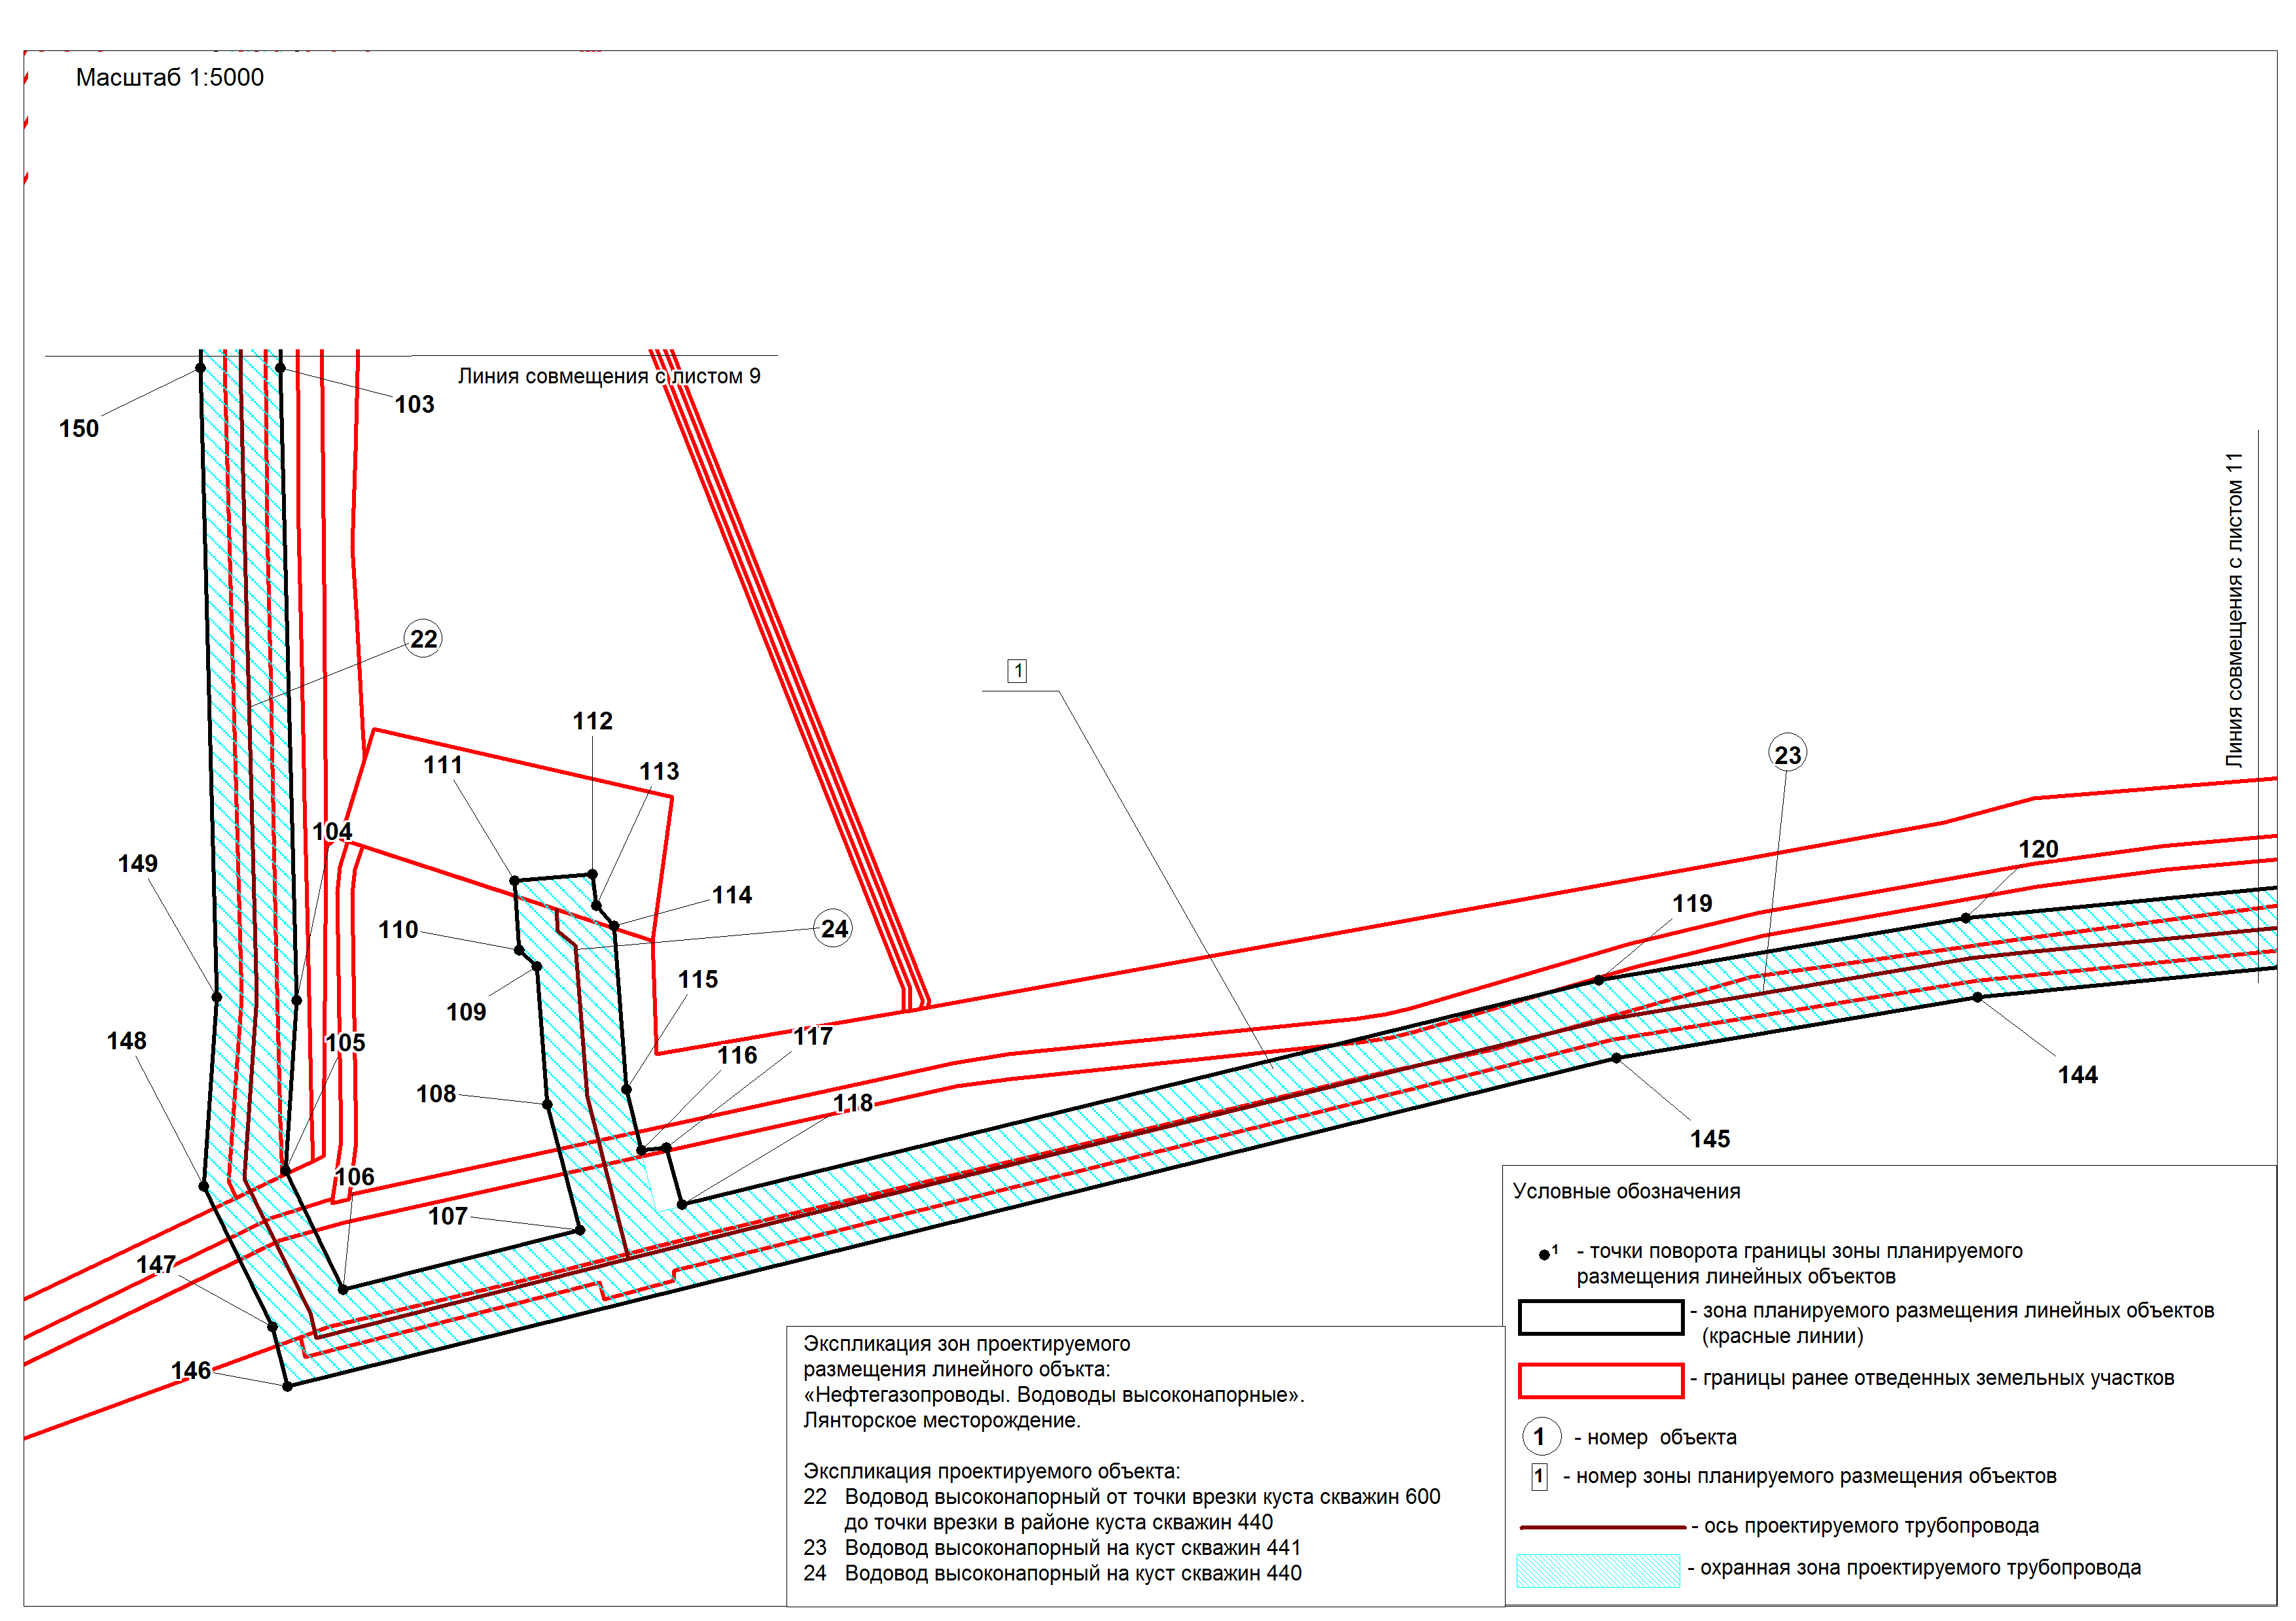 Масштаб 1:5000
Линия совмещения с листом 9
150
103
Линия совмещения с листом 11
22
1
112
23
111
113
104
149
120
114
119
110
24
115
109
148
105
117
116
144
108
118
145
106
107
147
146
Условные обозначения
1 - точки поворота границы зоны планируемого
размещения линейных объектов
- зона планируемого размещения линейных объектов
(красные линии)
- границы ранее отведенных земельных участков
1 - номер объекта
1 - номер зоны планируемого размещения объектов
- ось проектируемого трубопровода
- охранная зона проектируемого трубопровода
Экспликация зон проектируемого
размещения линейного объкта:
«Нефтегазопроводы. Водоводы высоконапорные».
Лянторское месторождение.
Экспликация проектируемого объекта:
22 Водовод высоконапорный от точки врезки куста скважин 600
до точки врезки в районе куста скважин 440
23 Водовод высоконапорный на куст скважин 441
24 Водовод высоконапорный на куст скважин 440